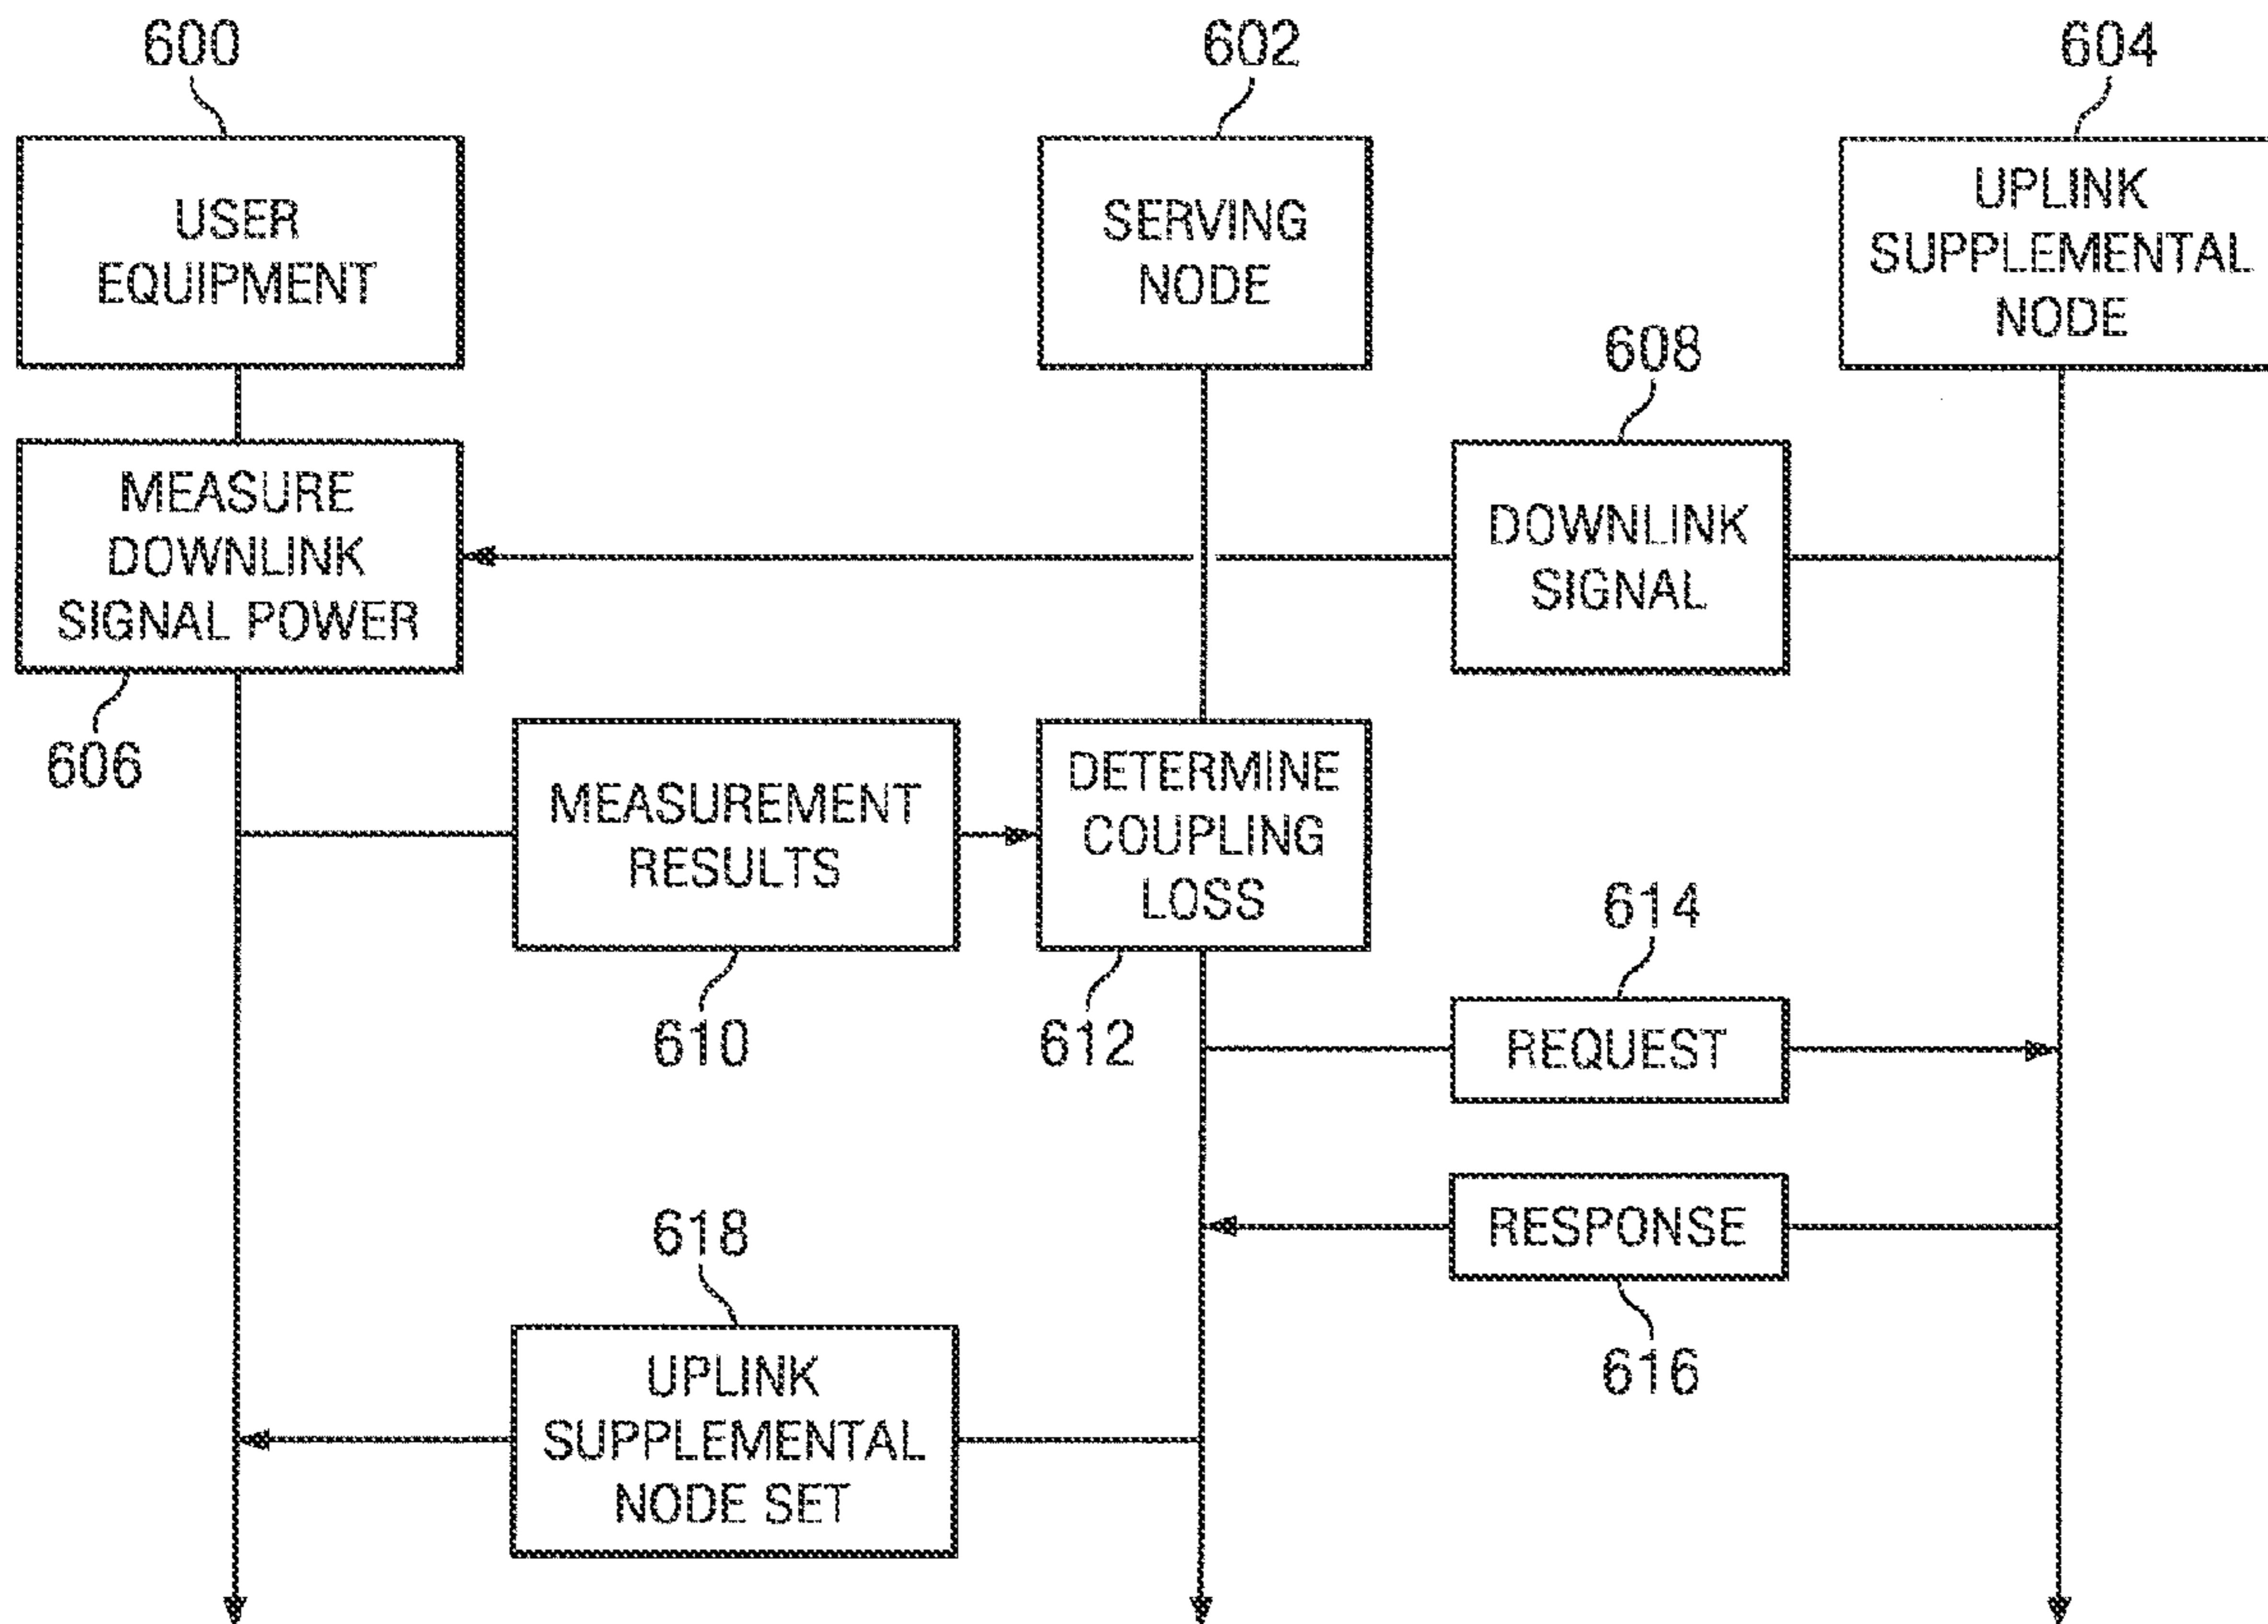 600
602
604
USER
EQUIPMENT
SERVING
NODE
UPLINK
SUPPLEMENTAL
NODE
608
MEASURE
DOWNLINK
SIGNAL POWER
DOWNLINK
SIGNAL
606
MEASUREMENT
RESULTS
DETERMINE
COUPLING
LOSS
610
612
614
REQUEST
RESPONSE
616
618
UPLINK
SUPPLEMENTAL
NODE SET